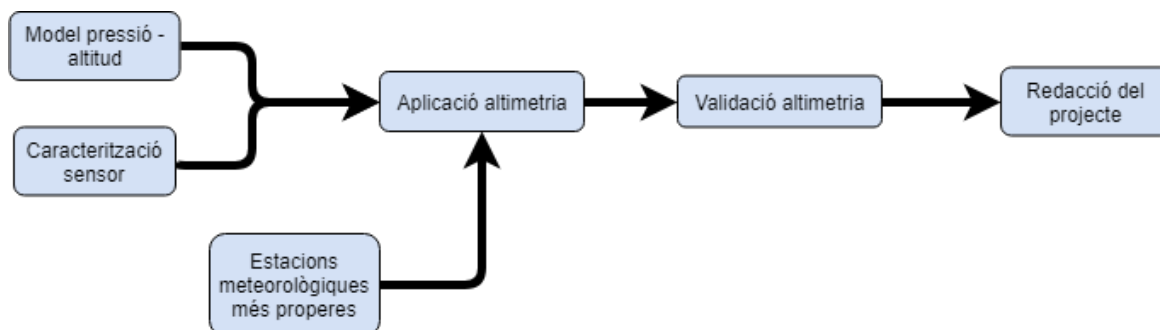 Model pressió -
altitud
Caracterització
sensor
Estacions
meteorològiques
més properes
Aplicació altimetria
Validació altimetria
Redacció del
projecte